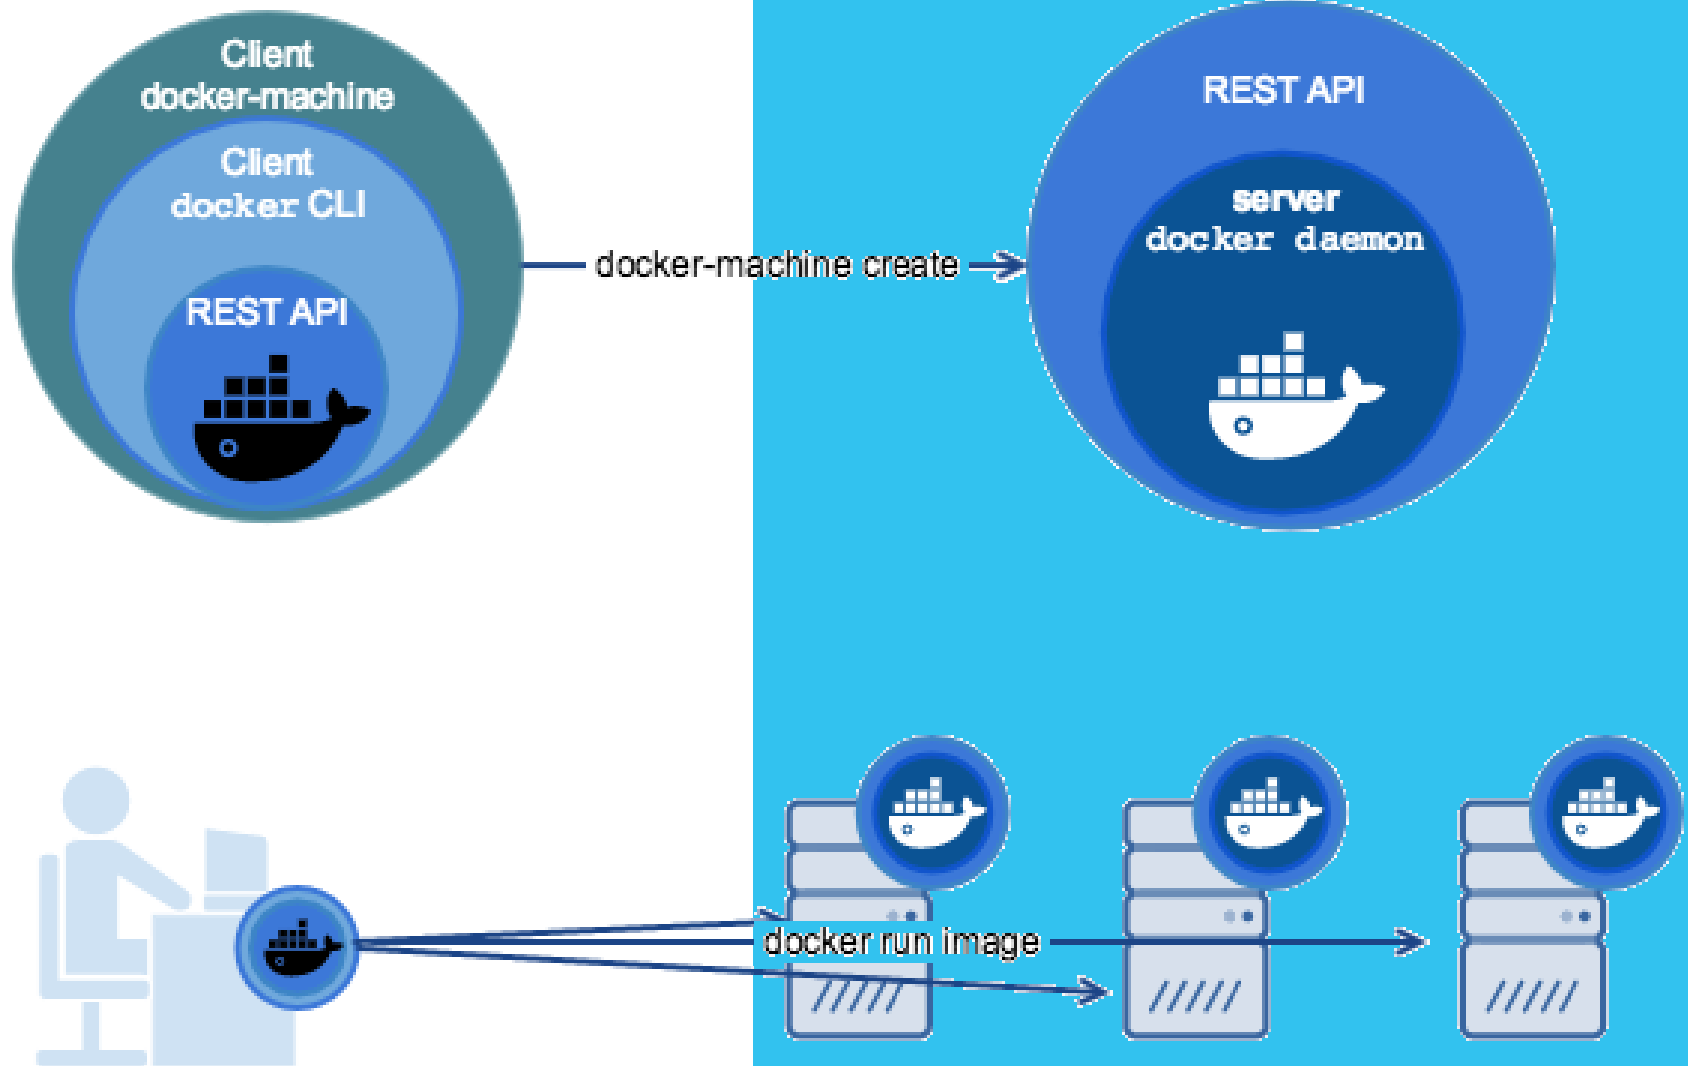 Client
docker-machine
Client
docker CLI
REST API
docker-machine create
REST API
server
docker daemon
docker run image